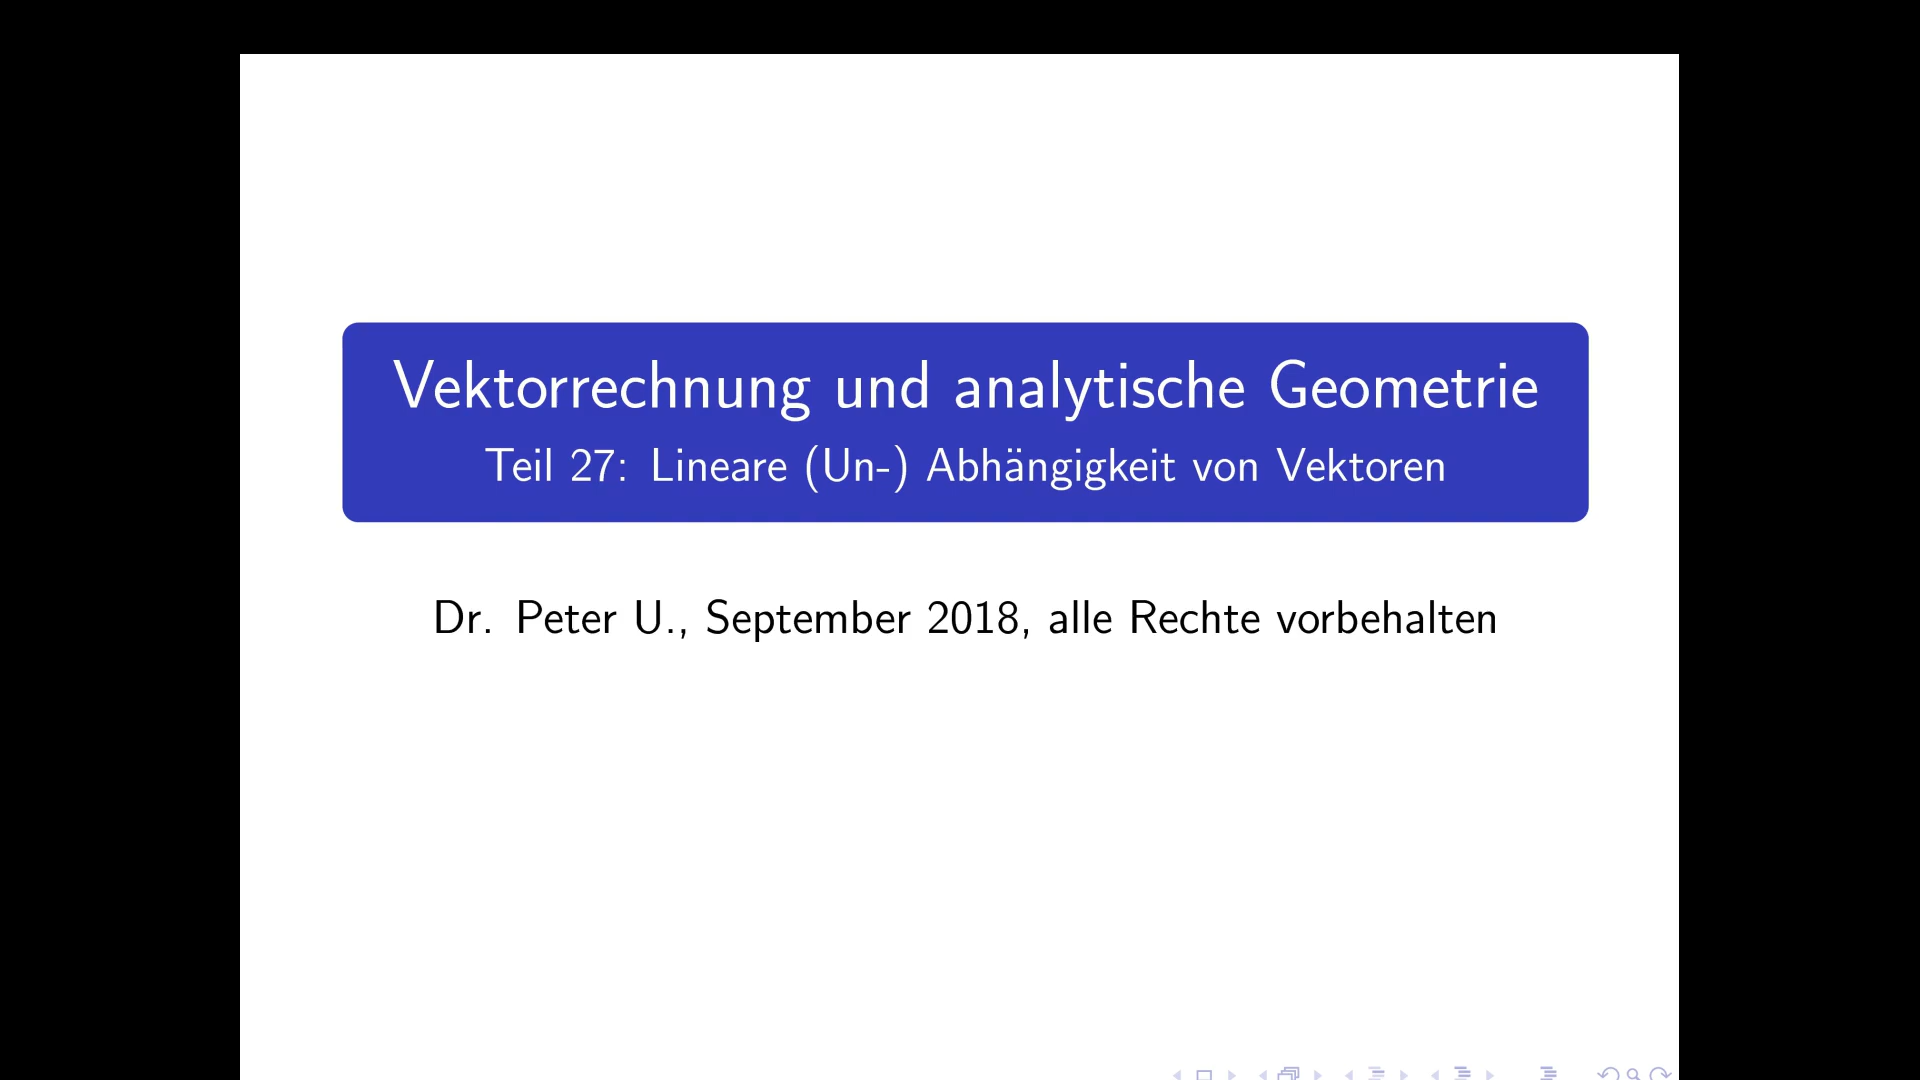 Vektorrechnung und analytische Geometrie
Teil 27: Lineare (Un-) Abhängigkeit von Vektoren
Dr. Peter U., September 2018, alle Rechte vorbehalten